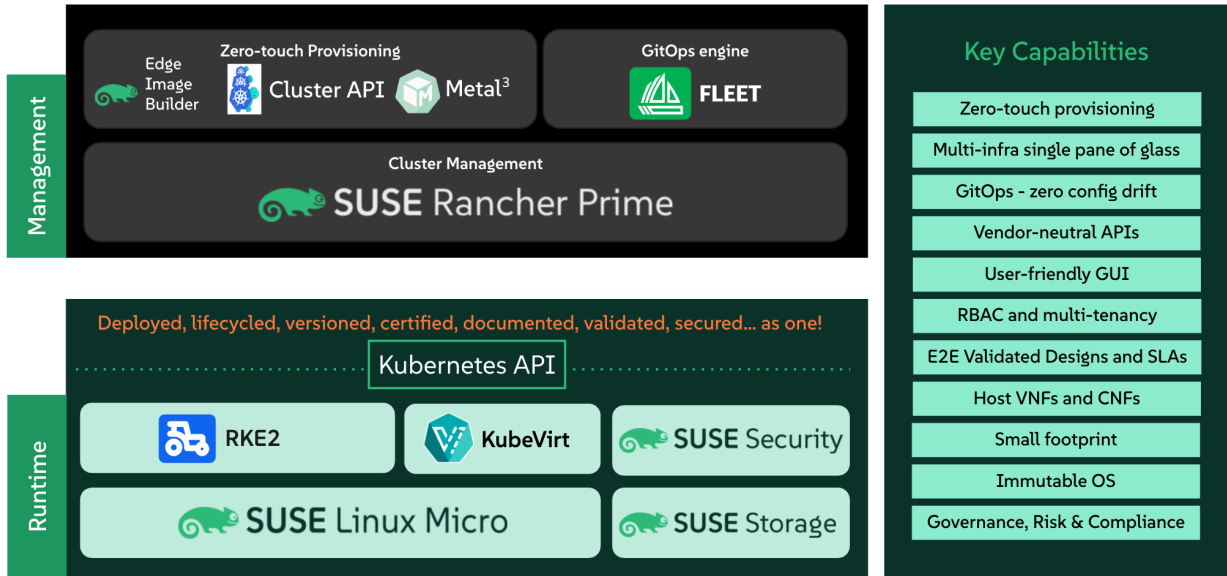 Management
Zero-touch Provisioning
Edge
Image
Builder
Cluster API
Metal³
GitOps engine
FLEET
Cluster Management
SUSE Rancher Prime
Runtime
Deployed, lifecycled, versioned, certified, documented, validated, secured... as one!
Kubernetes API
RKE2
KubeVirt
SUSE Security
SUSE Linux Micro
SUSE Storage
Key Capabilities
Zero-touch provisioning
Multi-infra single pane of glass
GitOps - zero config drift
Vendor-neutral APIs
User-friendly GUI
RBAC and multi-tenancy
E2E Validated Designs and SLAs
Host VNFs and CNFs
Small footprint
Immutable OS
Governance, Risk & Compliance